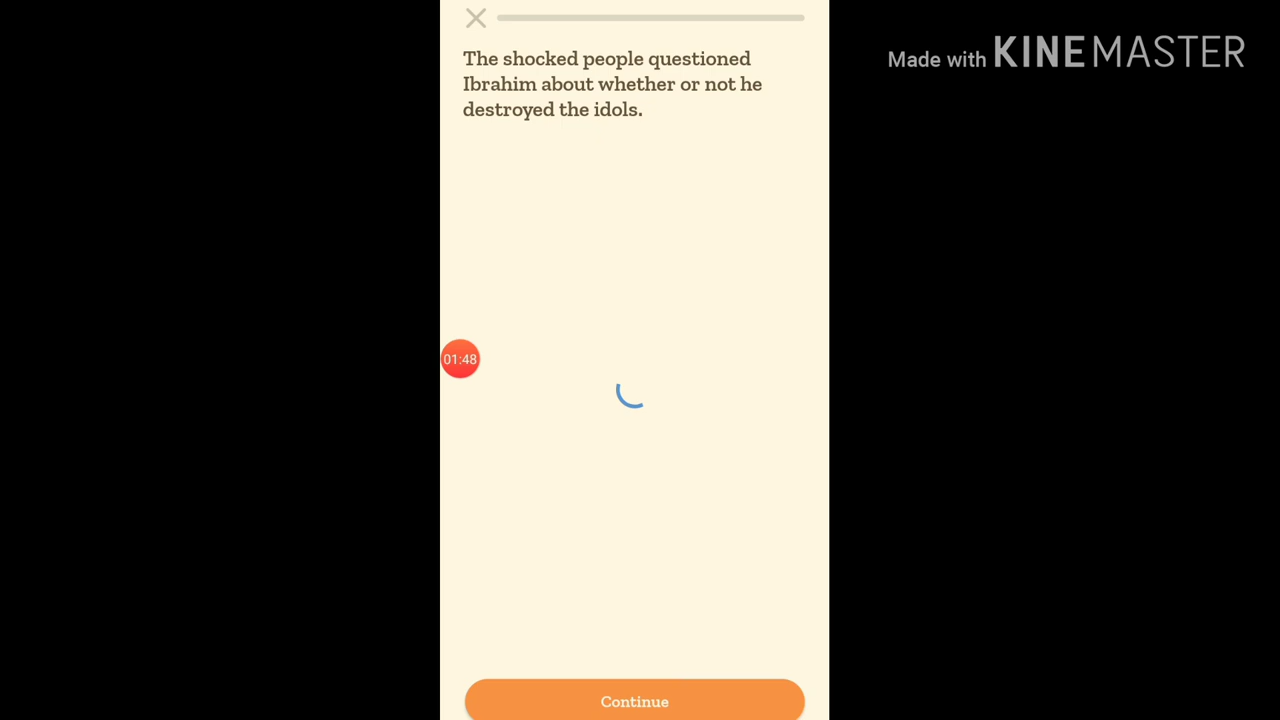 The shocked people questioned
Ibrahim about whether or not he
destroyed the idols.
Made with KINEMASTER
01:48
Continue